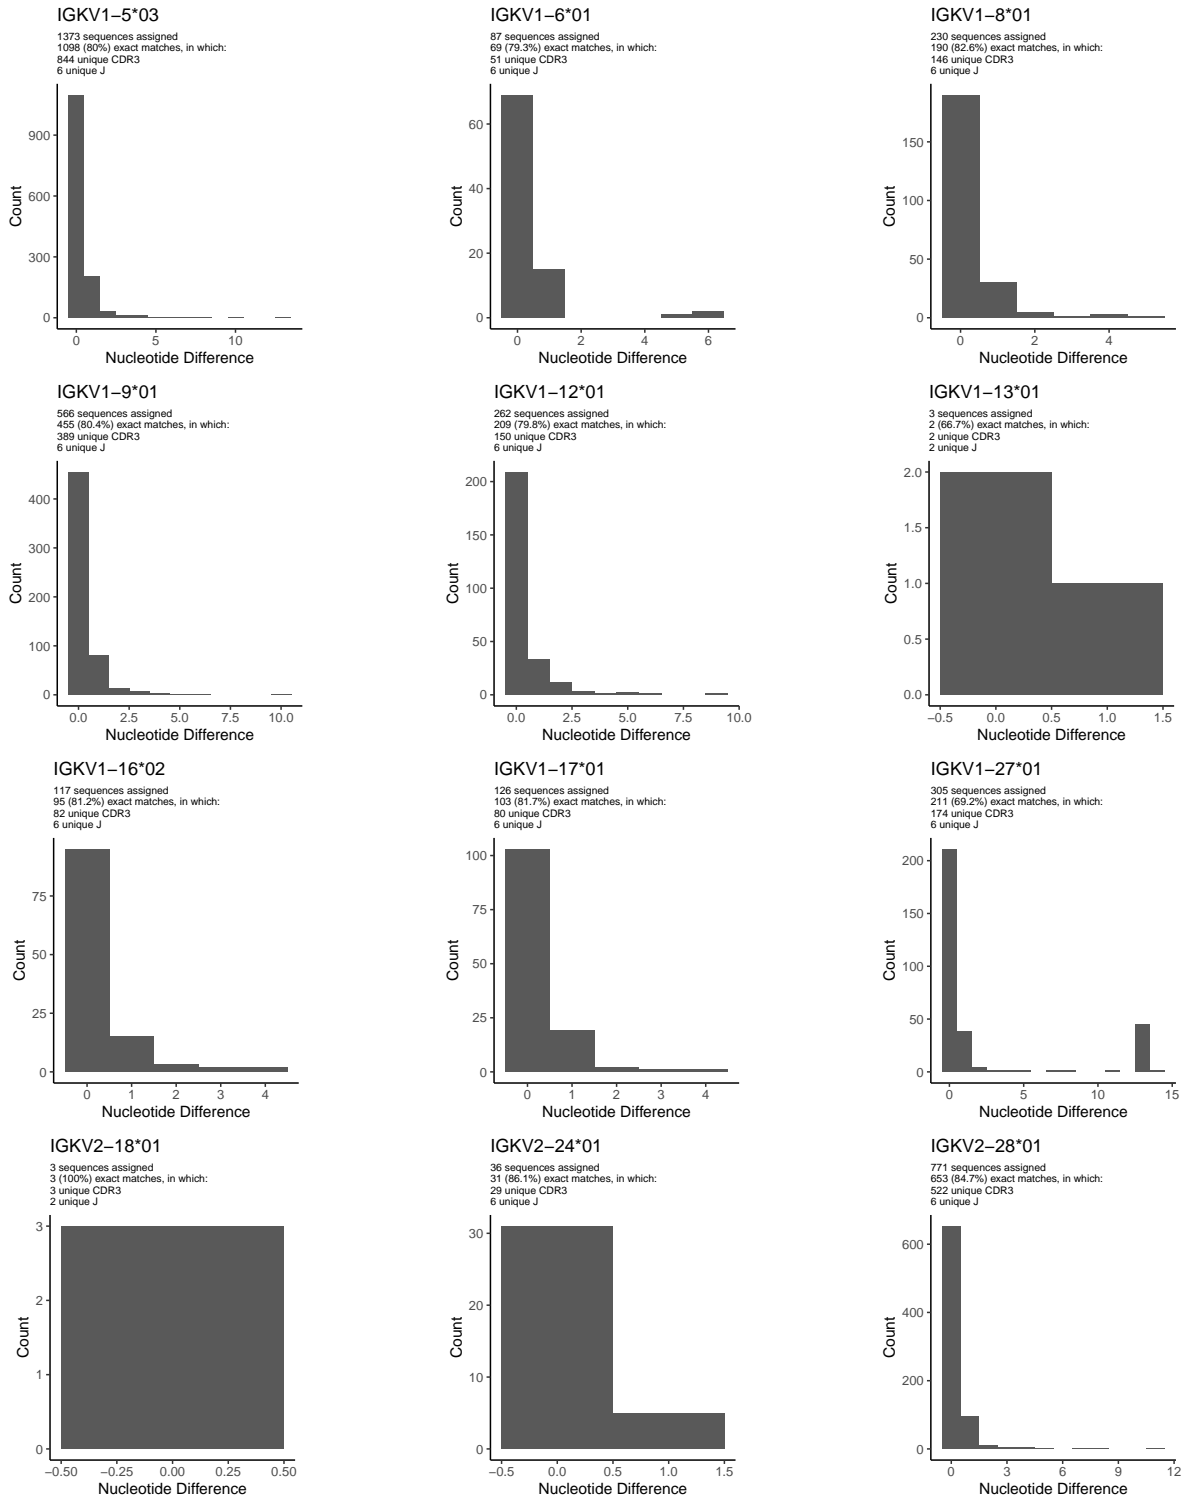 IGKV1−5*03
1373 sequences assigned
1098 (80%) exact matches, in which:
844 unique CDR3
6 unique J
900
600
300
0
Count
0 5 10
Nucleotide Difference
IGKV1−6*01
87 sequences assigned
69 (79.3%) exact matches, in which:
51 unique CDR3
6 unique J
60
40
20
0
Count
0 2 4 6
Nucleotide Difference
IGKV1−8*01
230 sequences assigned
190 (82.6%) exact matches, in which:
146 unique CDR3
6 unique J
150
100
50
0
Count
0 2 4
Nucleotide Difference
IGKV1−9*01
566 sequences assigned
455 (80.4%) exact matches, in which:
389 unique CDR3
6 unique J
400
300
200
100
0
Count
0.0 2.5 5.0 7.5 10.0
Nucleotide Difference
IGKV1−12*01
262 sequences assigned
209 (79.8%) exact matches, in which:
150 unique CDR3
6 unique J
200
150
100
50
0
Count
0.0 2.5 5.0 7.5 10.0
Nucleotide Difference
IGKV1−13*01
3 sequences assigned
2 (66.7%) exact matches, in which:
2 unique CDR3
2 unique J
2.0
1.5
1.0
0.5
0.0
Count
−0.5 0.0 0.5 1.0 1.5
Nucleotide Difference
IGKV1−16*02
117 sequences assigned
95 (81.2%) exact matches, in which:
82 unique CDR3
6 unique J
75
50
25
0
Count
0 1 2 3 4
Nucleotide Difference
IGKV1−17*01
126 sequences assigned
103 (81.7%) exact matches, in which:
80 unique CDR3
6 unique J
100
75
50
25
0
Count
0 1 2 3 4
Nucleotide Difference
IGKV1−27*01
305 sequences assigned
211 (69.2%) exact matches, in which:
174 unique CDR3
6 unique J
200
150
100
50
0
Count
0 5 10 15
Nucleotide Difference
IGKV2−18*01
3 sequences assigned
3 (100%) exact matches, in which:
3 unique CDR3
2 unique J
3
2
1
0
Count
−0.50 −0.25 0.00 0.25 0.50
Nucleotide Difference
IGKV2−24*01
36 sequences assigned
31 (86.1%) exact matches, in which:
29 unique CDR3
6 unique J
30
20
10
0
Count
−0.5 0.0 0.5 1.0 1.5
Nucleotide Difference
IGKV2−28*01
771 sequences assigned
653 (84.7%) exact matches, in which:
522 unique CDR3
6 unique J
600
400
200
0
Count
0 3 6 9 12
Nucleotide Difference